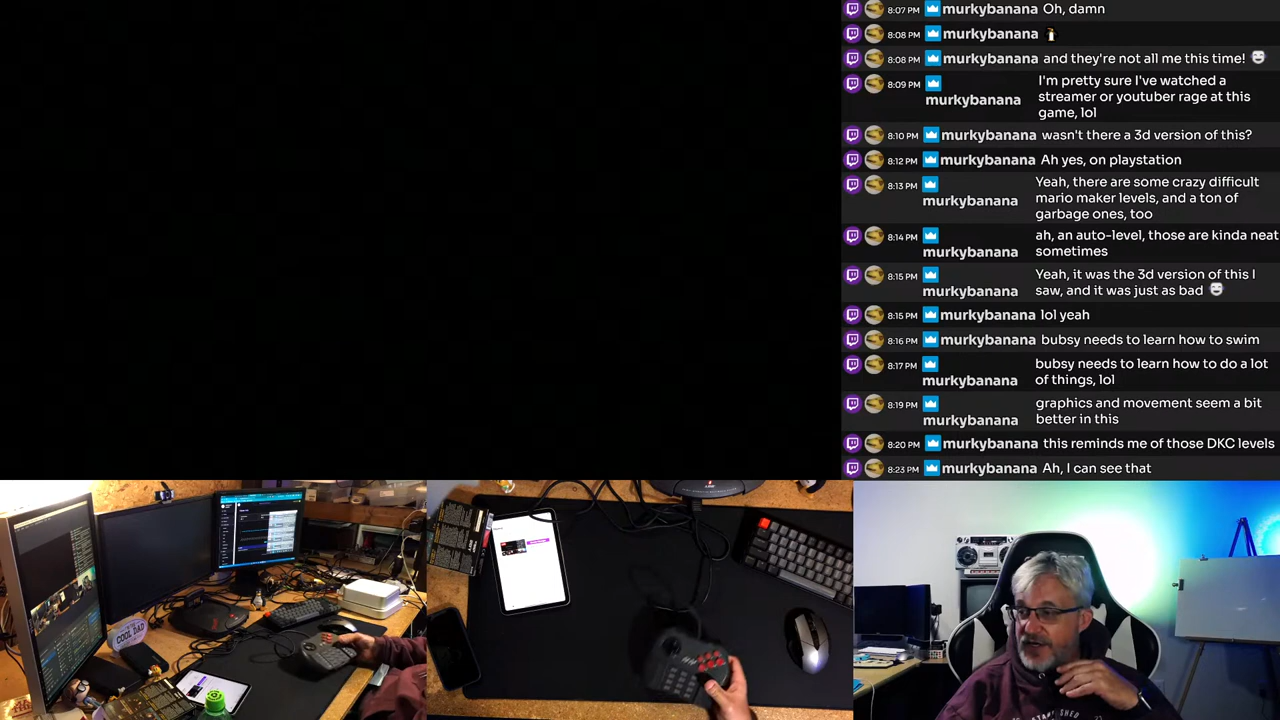 8:07 PM murkybanana Oh, damn
8:08 PM murkybanana
8:08 PM murkybanana and they're not all me this time!
8:09 PM murkybanana I'm pretty sure I've watched a
streamer or youtuber rage at this
game, lol
8:10 PM murkybanana wasn't there a 3d version of this?
8:12 PM murkybanana Ah yes, on playstation
8:13 PM murkybanana Yeah, there are some crazy difficult
mario maker levels, and a ton of
garbage ones, too
8:14 PM murkybanana ah, an auto-level, those are kinda neat
sometimes
8:15 PM murkybanana Yeah, it was the 3d version of this I
saw, and it was just as bad
8:15 PM murkybanana lol yeah
8:16 PM murkybanana bubsy needs to learn how to swim
8:17 PM murkybanana bubsy needs to learn how to do a lot
of things, lol
8:19 PM murkybanana graphics and movement seem a bit
better in this
8:20 PM murkybanana this reminds me of those DKC levels
8:23 PM murkybanana Ah, I can see that
COOL DAD